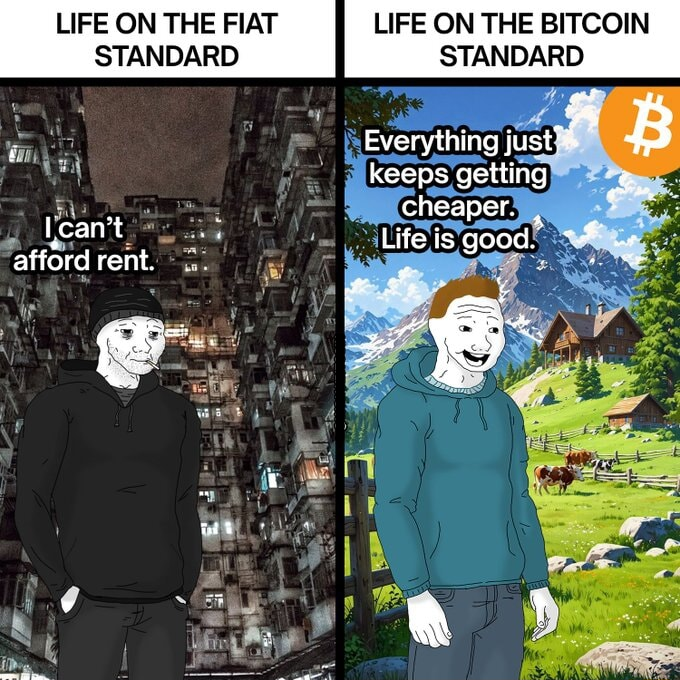 LIFE ON THE FIAT
STANDARD
LIFE ON THE BITCOIN
STANDARD
I can't
afford rent.
Everything just
keeps getting
cheaper.
Life is good.